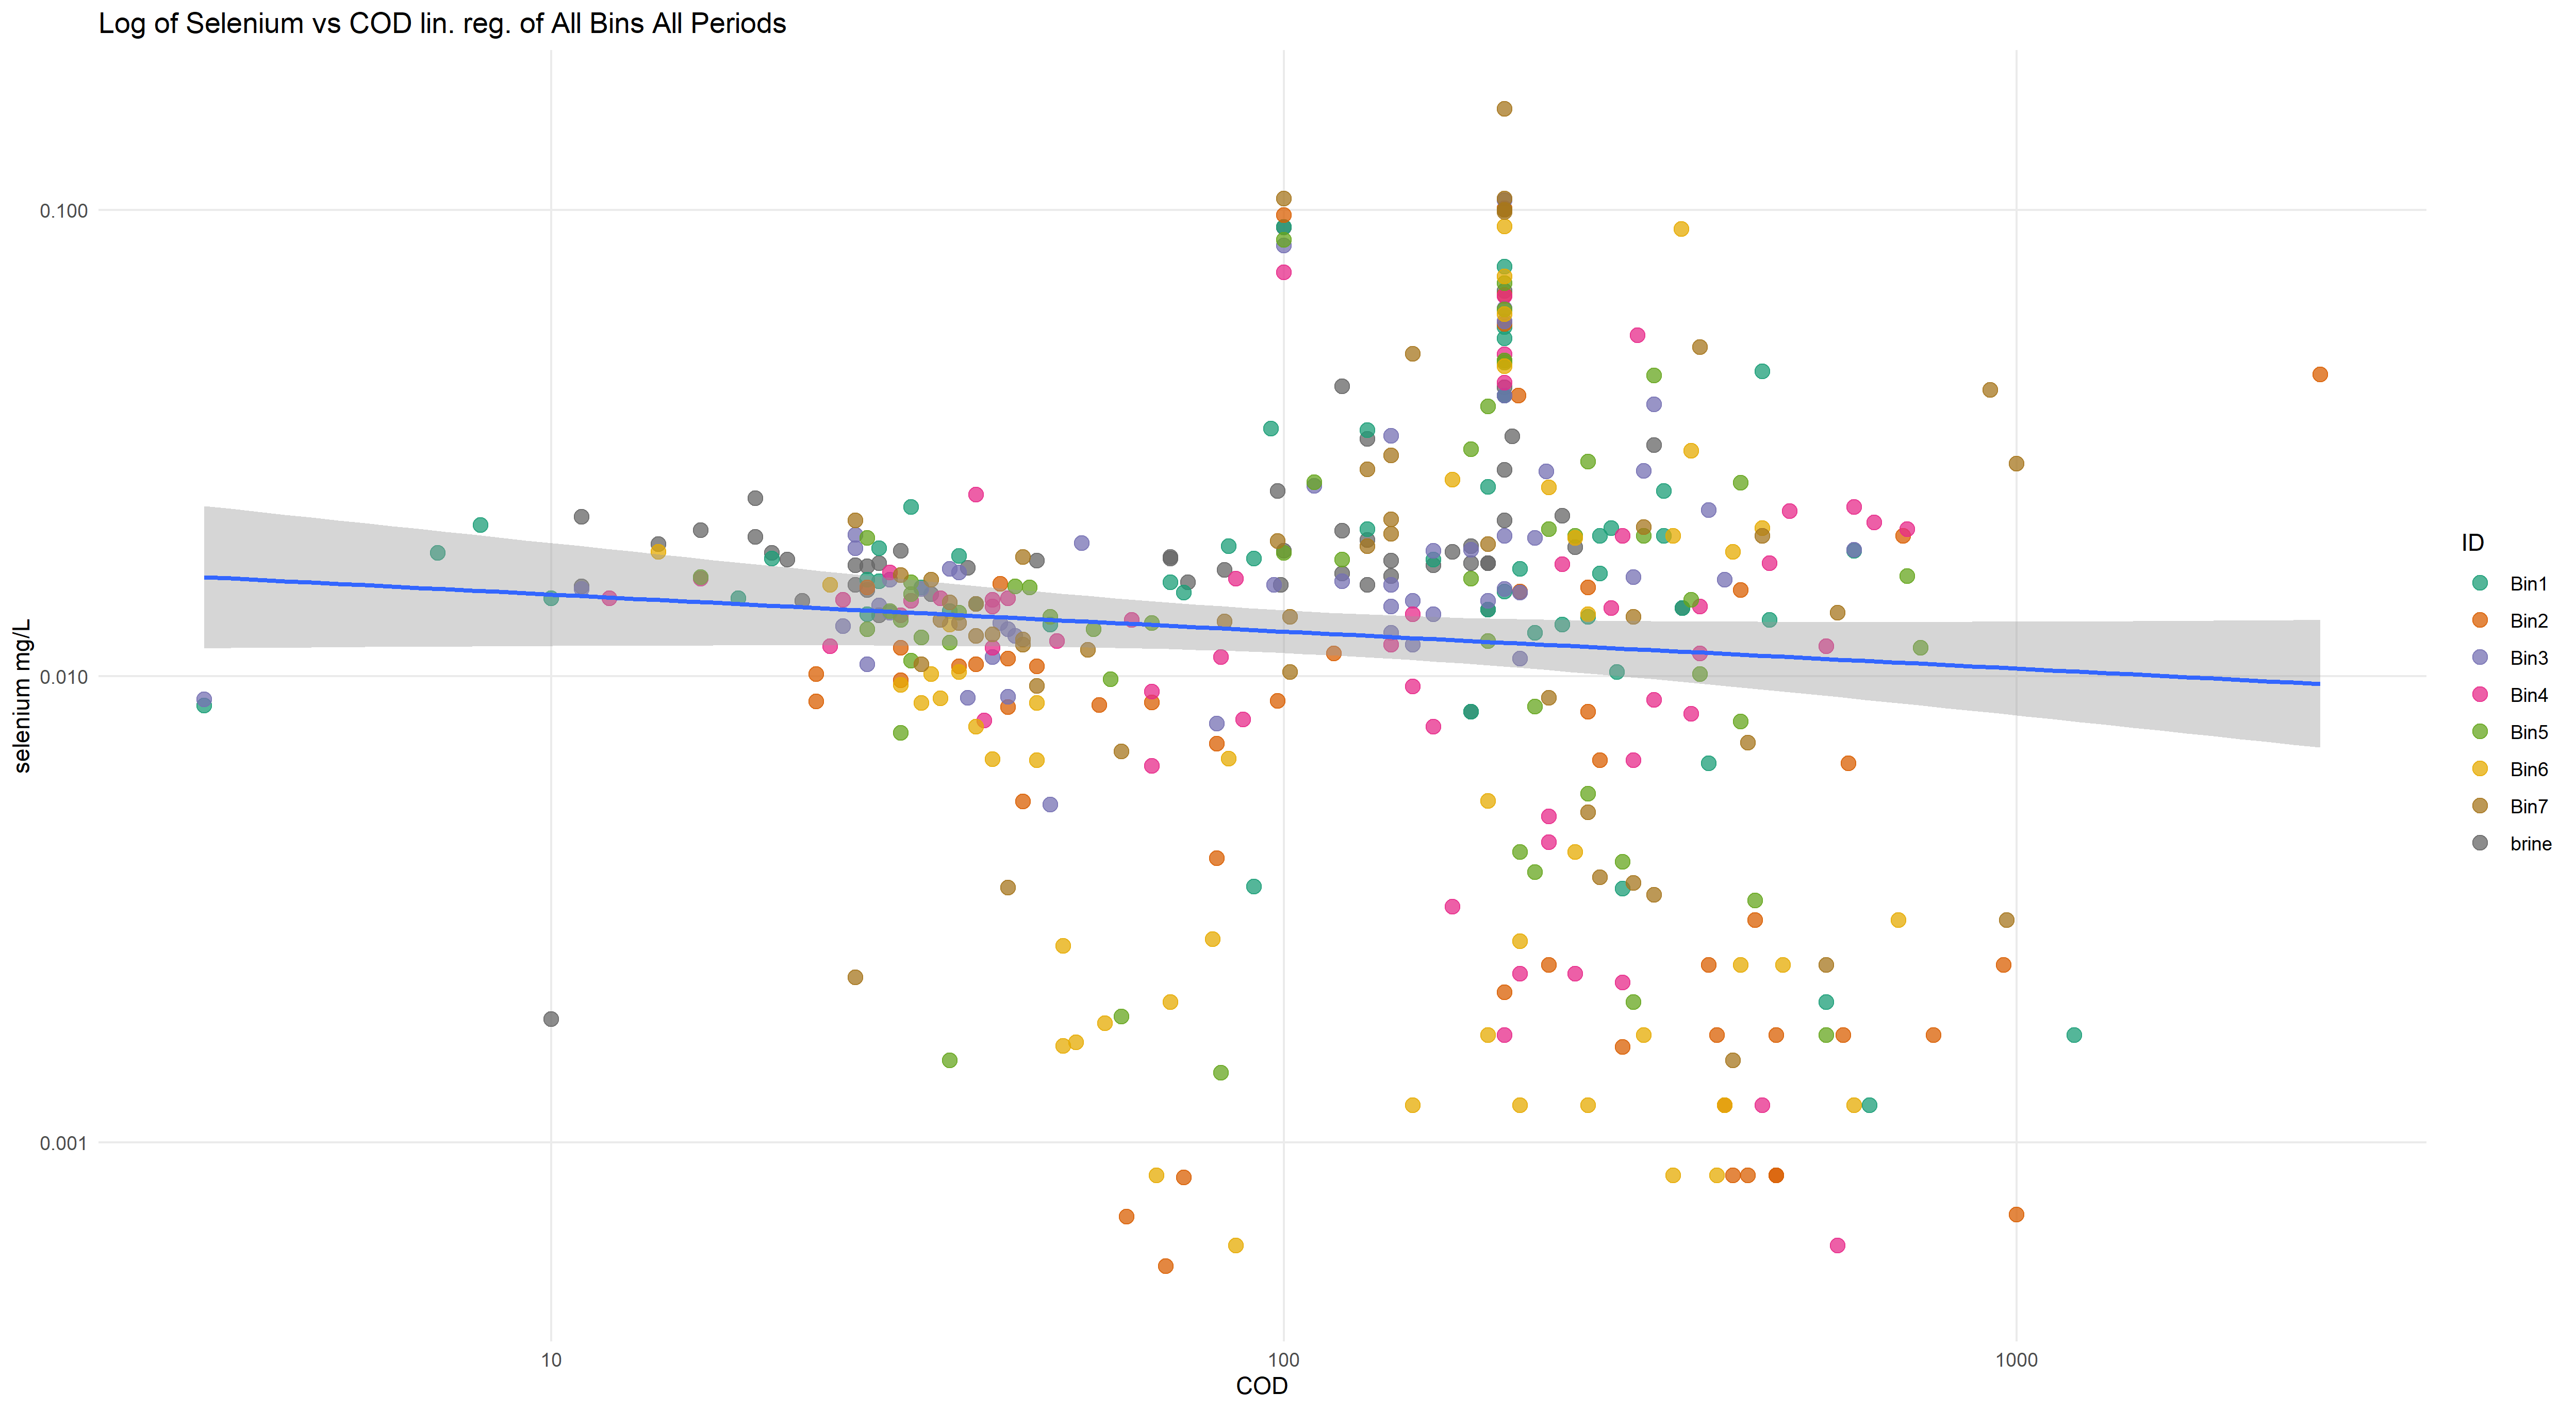 Log of Selenium vs COD lin. reg. of All Bins All Periods
0.100
0.010
0.001
selenium mg/L
10
100
1000
COD
ID
Bin1
Bin2
Bin3
Bin4
Bin5
Bin6
Bin7
brine